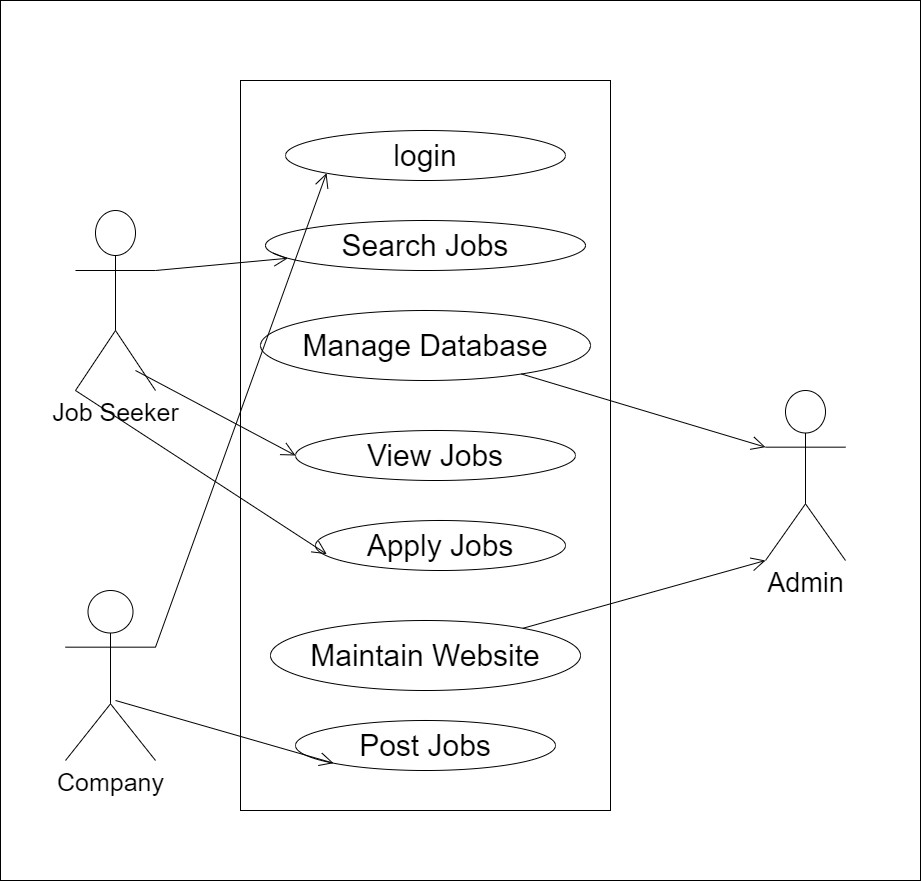 login
Search Jobs
Manage Database
Job Seeker
View Jobs
Apply Jobs
Admin
Maintain Website
Post Jobs
Company